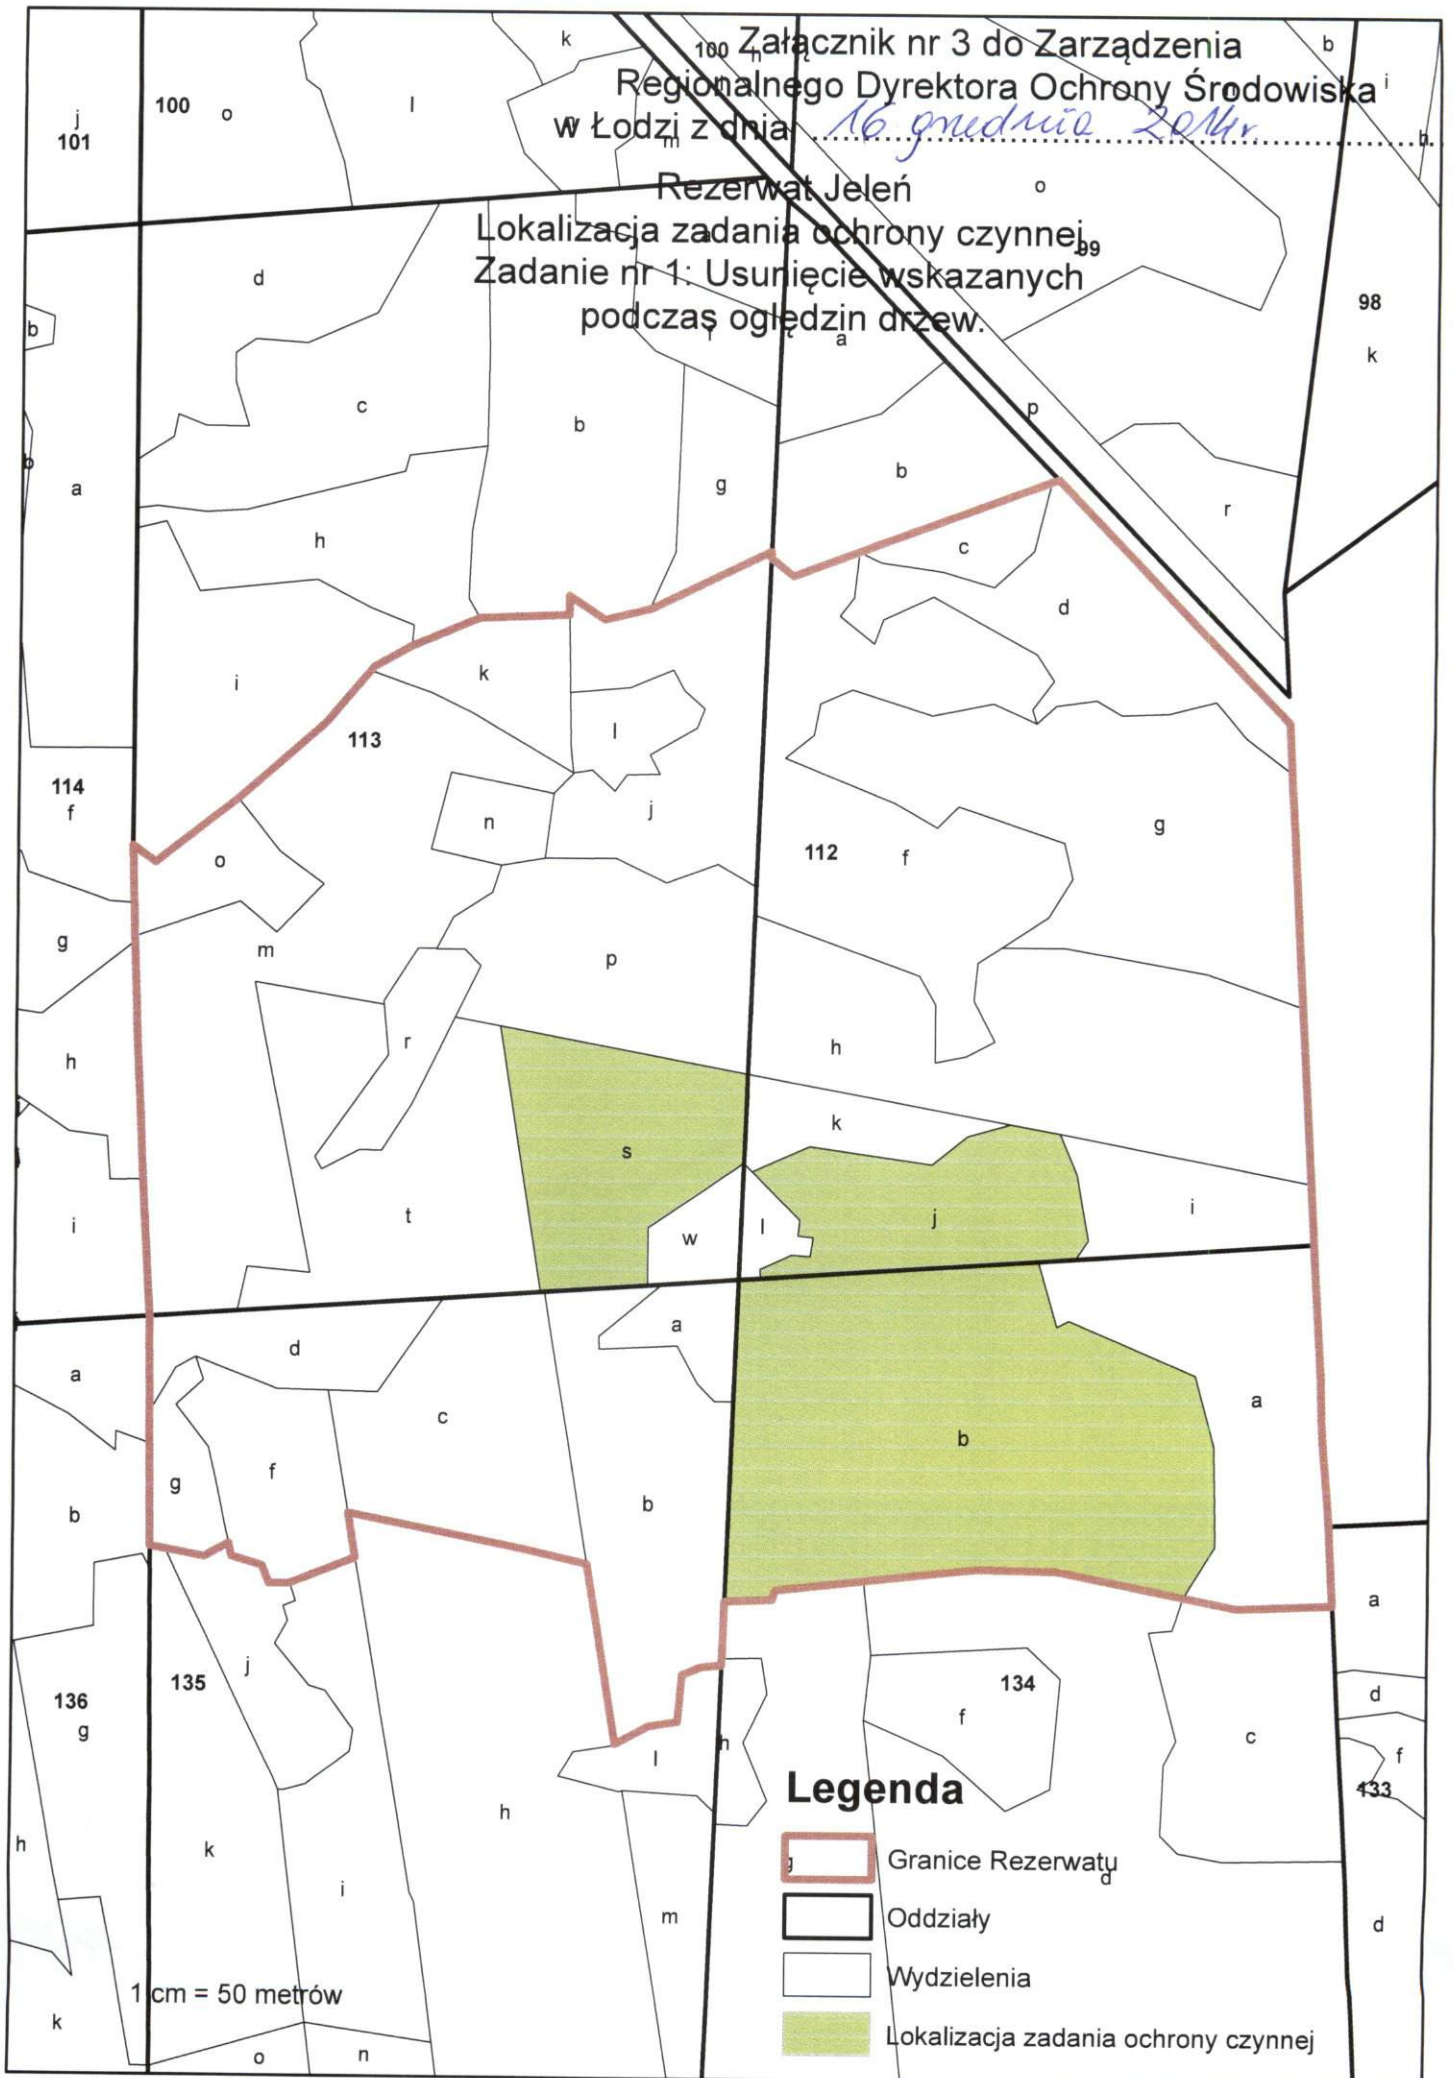 Załącznik nr 3 do Zarządzenia
Regionalnego Dyrektora Ochrony Środowiska
w Łodzi z dnia 16 grudnia 2014r.
Rezerwat Jeleń
Lokalizacja zadania ochrony czynnej
Zadanie nr 1: Usunięcie wskazanych
podczas oględzin drzew.
k 100 h b i
j 100 o l n
101 m h
o
d a 99
b 98
f a k
c p
b
b a g b r
h c
d
i k
113 l
114
f n j g
o 112 f
g m p
h r h
k
s
i t w l j i
d a
a c b a
g f
b b
a
j 134
136 135 d
g f c
l h f
133
Legenda
h k h
g Granice Rezerwatu
d
i
m Oddziały d
Wydzielenia
1 cm = 50 metrów
k
Lokalizacja zadania ochrony czynnej
o n